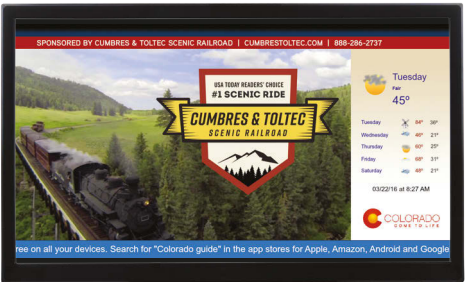 SPONSORED BY CUMBRES & TOLTEC SCENIC RAILROAD | CUMBRESTOLTEC.COM | 888-286-2737
USA TODAY READERS' CHOICE
#1 SCENIC RIDE
CUMBRES & TOLTEC
SCENIC RAILROAD
Tuesday
Fair
45°
Tuesday 84° 36°
Wednesday 46° 21°
Thursday 60° 25°
Friday 68° 31°
Saturday 48° 21°
03/22/16 at 8:27 AM
COLORADO
COME TO LIFE
ree on all your devices. Search for "Colorado guide" in the app stores for Apple, Amazon, Android and Google